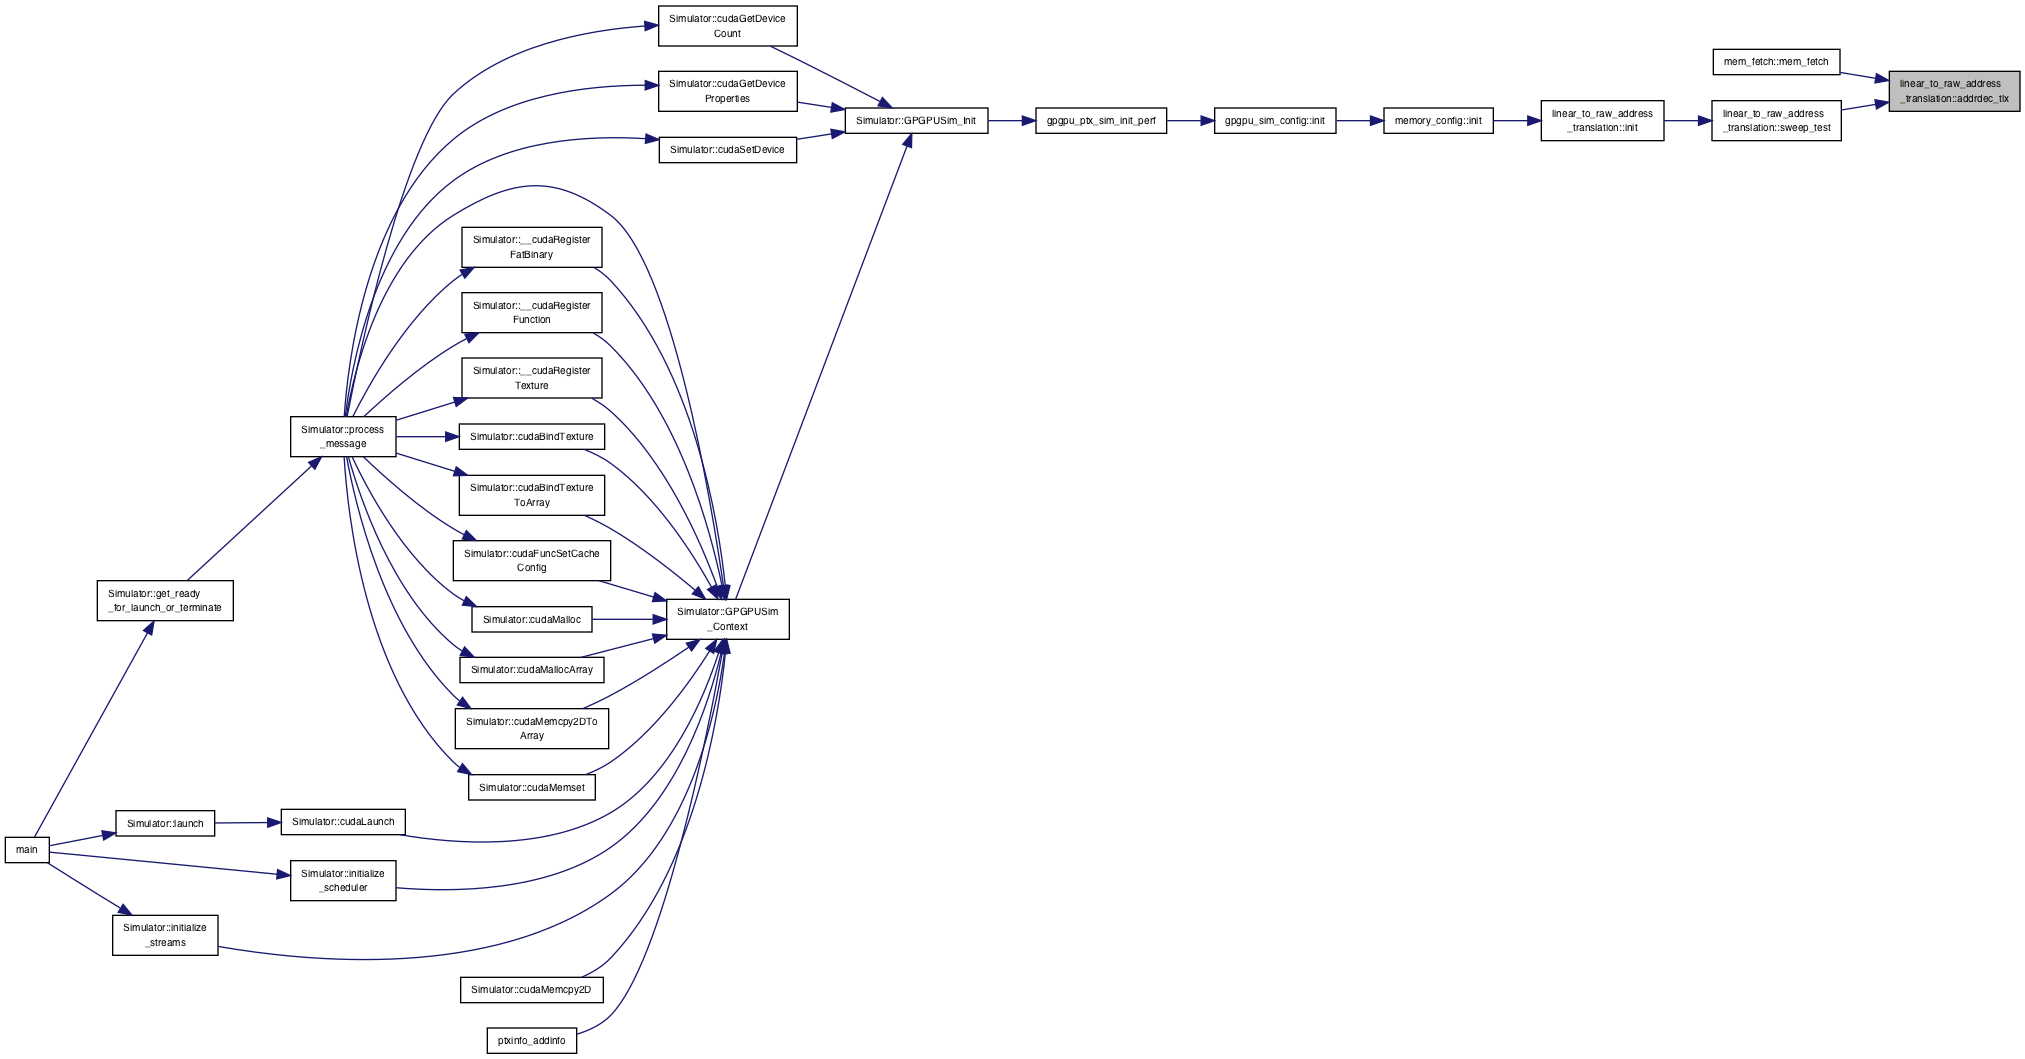 Simulator::cudaGetDevice
Count
mem_fetch::mem_fetch
Simulator::cudaGetDevice
Properties
linear_to_raw_address
_translation::addrdec_tlx
Simulator::GPGPUSim_Init
gpgpu_ptx_sim_init_perf
gpgpu_sim_config::init
memory_config::init
linear_to_raw_address
_translation::init
linear_to_raw_address
_translation::sweep_test
Simulator::cudaSetDevice
Simulator::__cudaRegister
FatBinary
Simulator::__cudaRegister
Function
Simulator::__cudaRegister
Texture
Simulator::process
_message
Simulator::cudaBindTexture
Simulator::cudaBindTexture
ToArray
Simulator::cudaFuncSetCache
Config
Simulator::get_ready
_for_launch_or_terminate
Simulator::cudaMalloc
Simulator::GPGPUSim
_Context
Simulator::cudaMallocArray
Simulator::cudaMemcpy2DTo
Array
Simulator::cudaMemset
Simulator::launch
Simulator::cudaLaunch
main
Simulator::initialize
_scheduler
Simulator::initialize
_streams
Simulator::cudaMemcpy2D
ptxinfo_addinfo